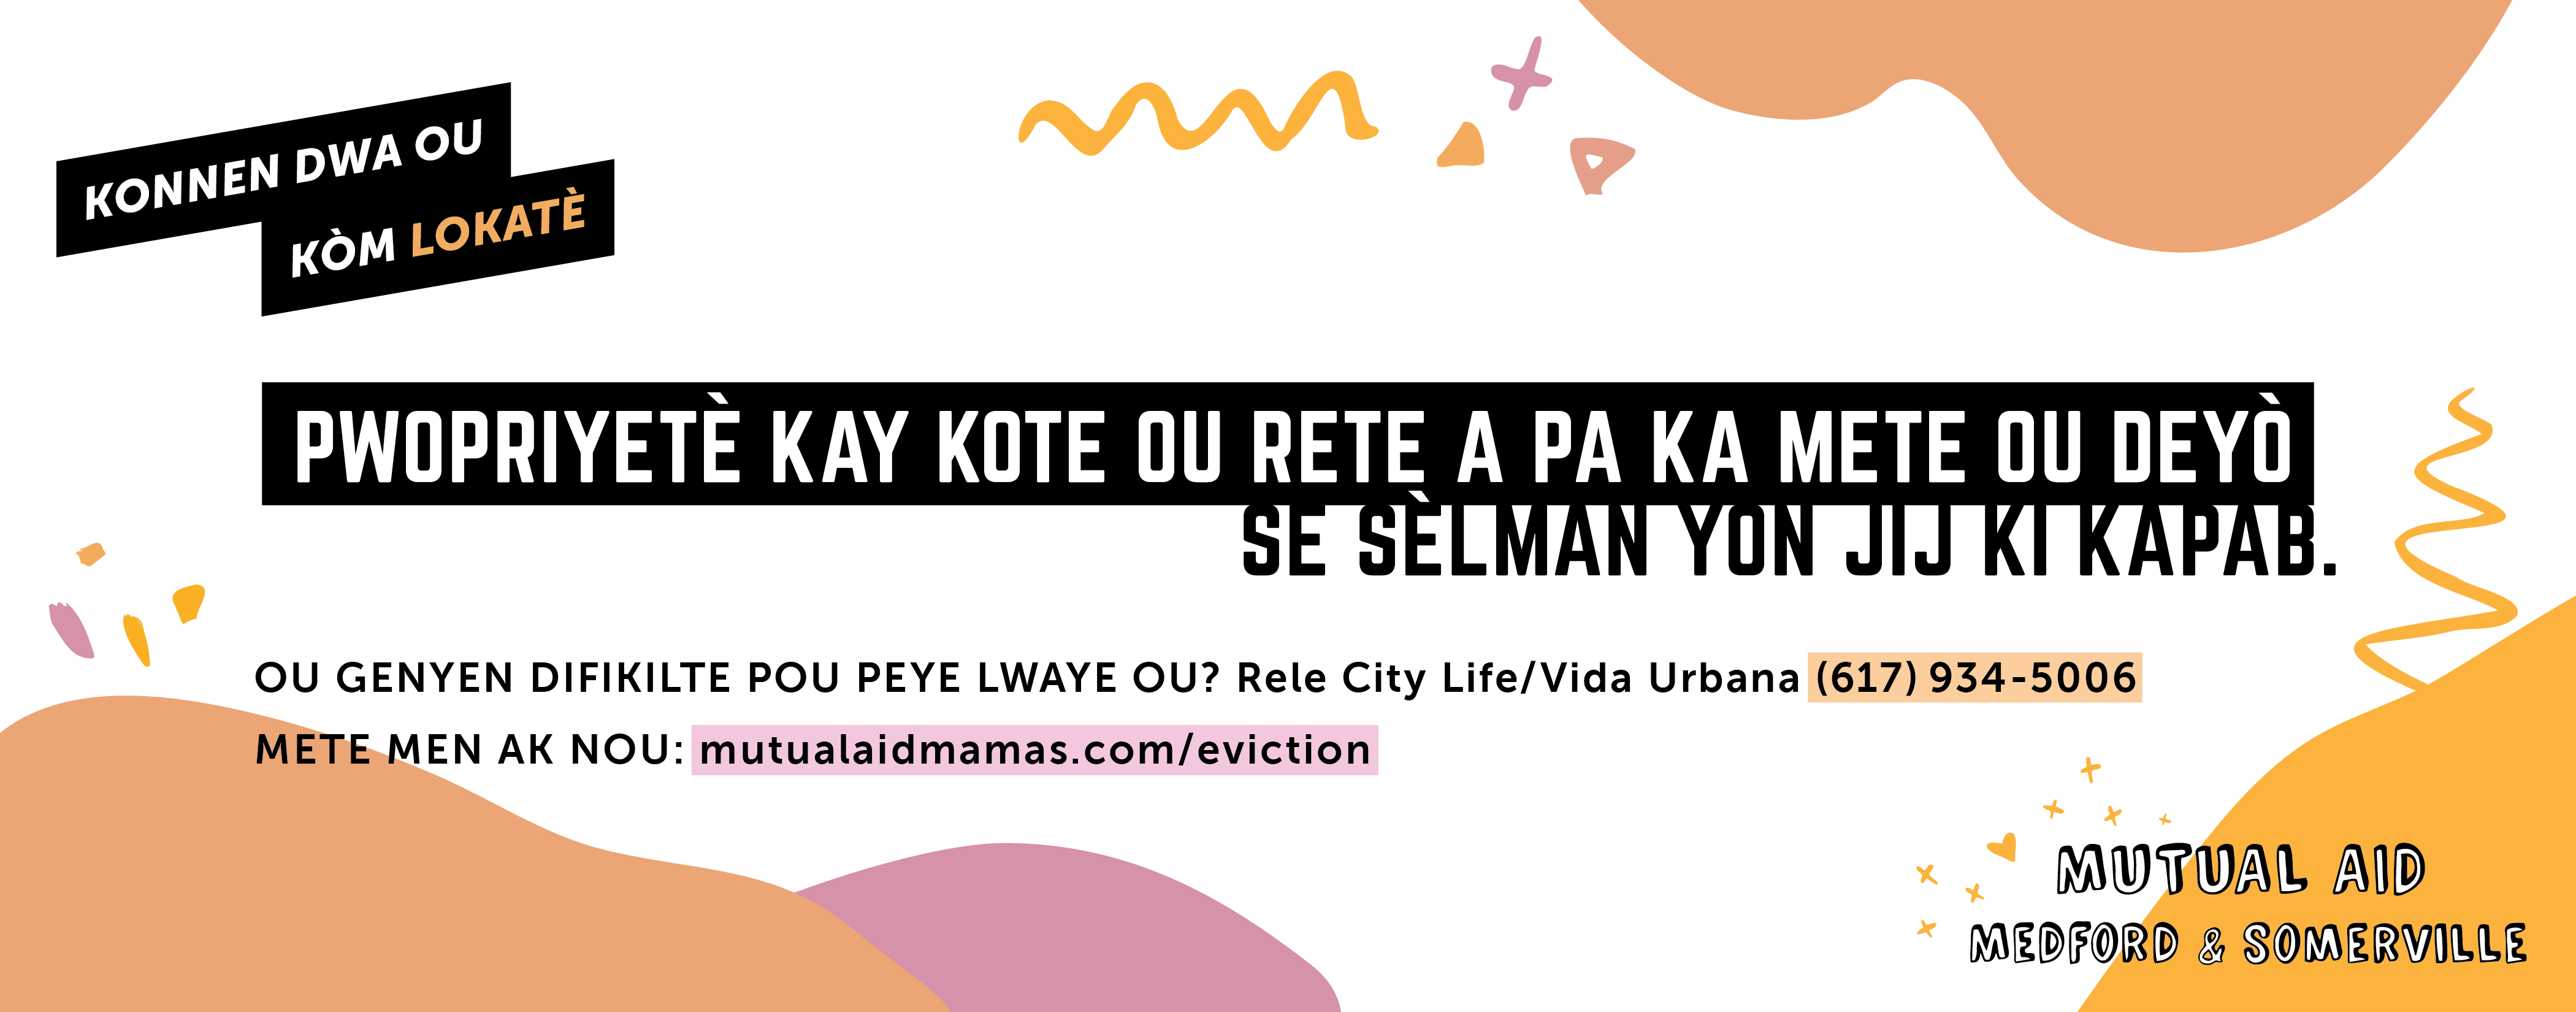 KONNEN DWA OU
KÒM LOKATÈ
PWOPRIYETÈ KAY KOTE OU RETE A PA KA METE OU DEYÒ
SE SÈLMAN YON JIJ KI KAPAB.
OU GENYEN DIFIKILTE POU PEYE LWAYE OU? Rele City Life/Vida Urbana (617) 934-5006
METE MEN AK NOU: mutualaidmamas.com/eviction
MUTUAL AID
MEDFORD & SOMERVILLE